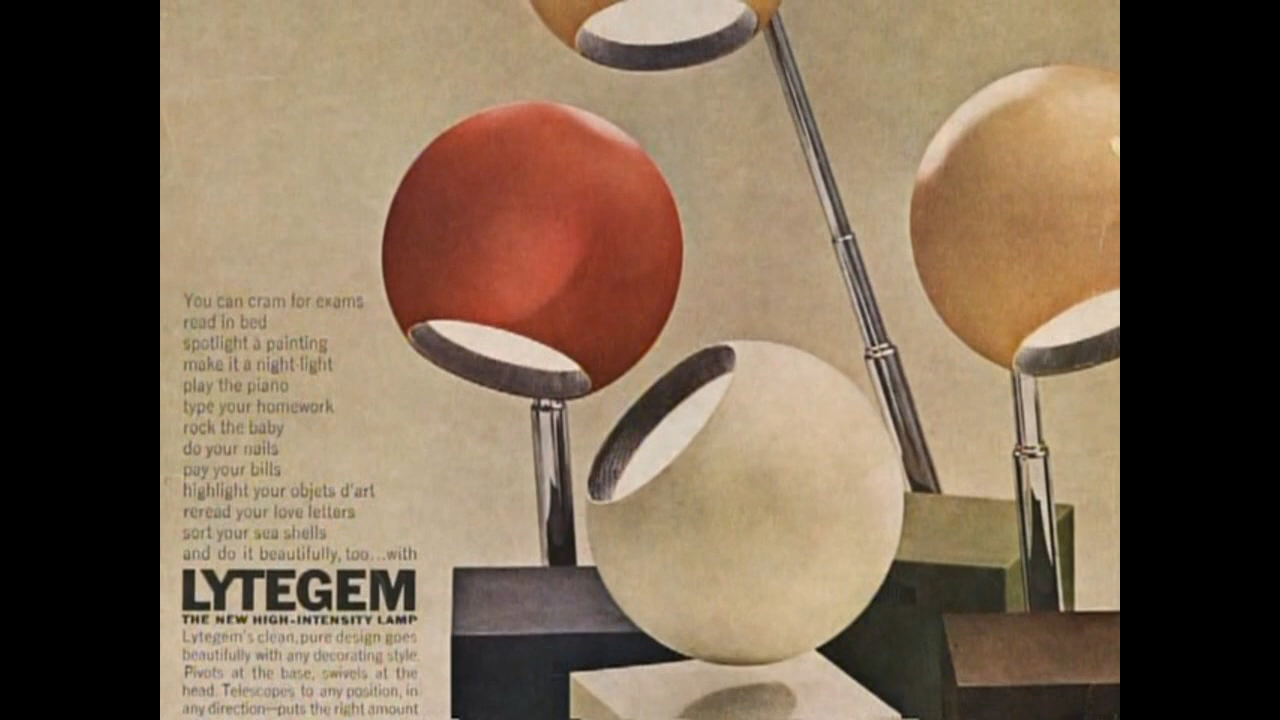 You can cram for exams
read in bed
spotlight a painting
make it a night-light
play the piano
type your homework
rock the baby
do your nails
pay your bills
highlight your objets d'art
reread your love letters
sort your sea shells
and do it beautifully, too...with
LYTEGEM
THE NEW HIGH-INTENSITY LAMP
Lytegem's clean, pure design goes
beautifully with any decorating style.
Pivots at the base, swivels at the
head. Telescopes to any position, in
any direction—puts the right amount